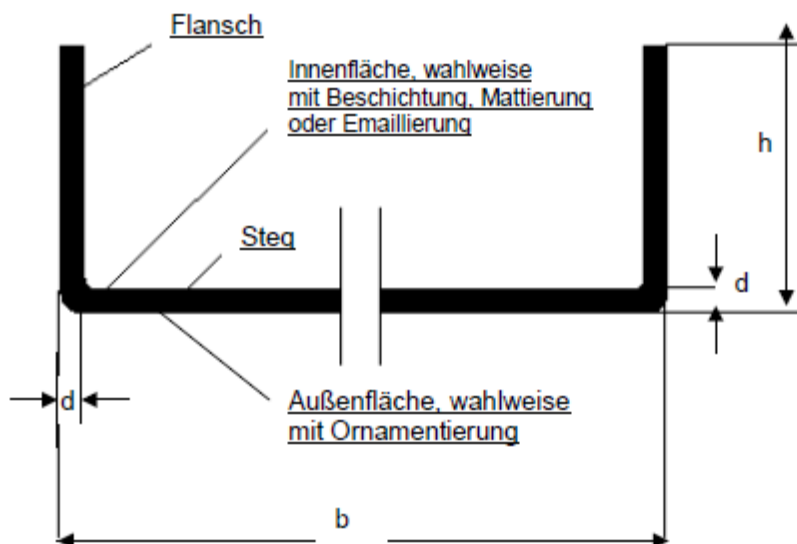 Flansch
Innenfläche, wahlweise
mit Beschichtung, Mattierung
oder Emaillierung
h
Steg
d
d
Außenfläche, wahlweise
mit Ornamentierung
b